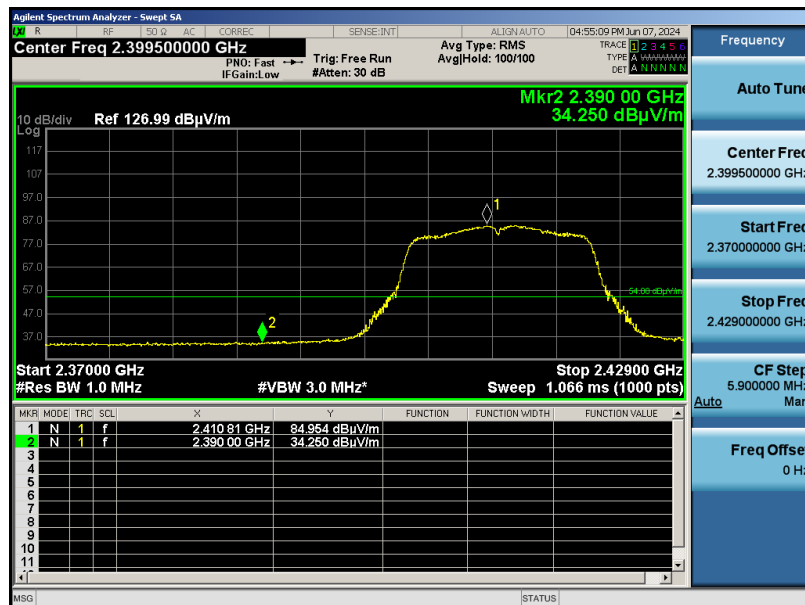 Agilent Spectrum Analyzer - Swept SA
LXI R RF 50 Ω AC CORREC SENSE:INT ALIGN AUTO 04:55:09 PM Jun 07, 2024
Center Freq 2.399500000 GHz
PNO: Fast
IFGain:Low
Trig: Free Run
#Atten: 30 dB
Avg Type: RMS
Avg|Hold: 100/100
TRACE 1 2 3 4 5 6
TYPE A WWWWW
DET A N N N N N
Mkr2 2.390 00 GHz
34.250 dBµV/m
10 dB/div Ref 126.99 dBµV/m
Log
117
107
97.0
87.0
77.0
67.0
57.0
47.0
37.0
1
2
54.00 dBµV/m
Start 2.37000 GHz Stop 2.42900 GHz
#Res BW 1.0 MHz #VBW 3.0 MHz* Sweep 1.066 ms (1000 pts)
MKR MODE TRC SCL X Y FUNCTION FUNCTION WIDTH FUNCTION VALUE
1 N 1 f 2.410 81 GHz 84.954 dBµV/m
2 N 1 f 2.390 00 GHz 34.250 dBµV/m
3
4
5
6
7
8
9
10
11
MSG STATUS
Frequency
Auto Tune
Center Freq
2.399500000 GHz
Start Freq
2.370000000 GHz
Stop Freq
2.429000000 GHz
CF Step
5.900000 MHz
Auto Man
Freq Offset
0 Hz